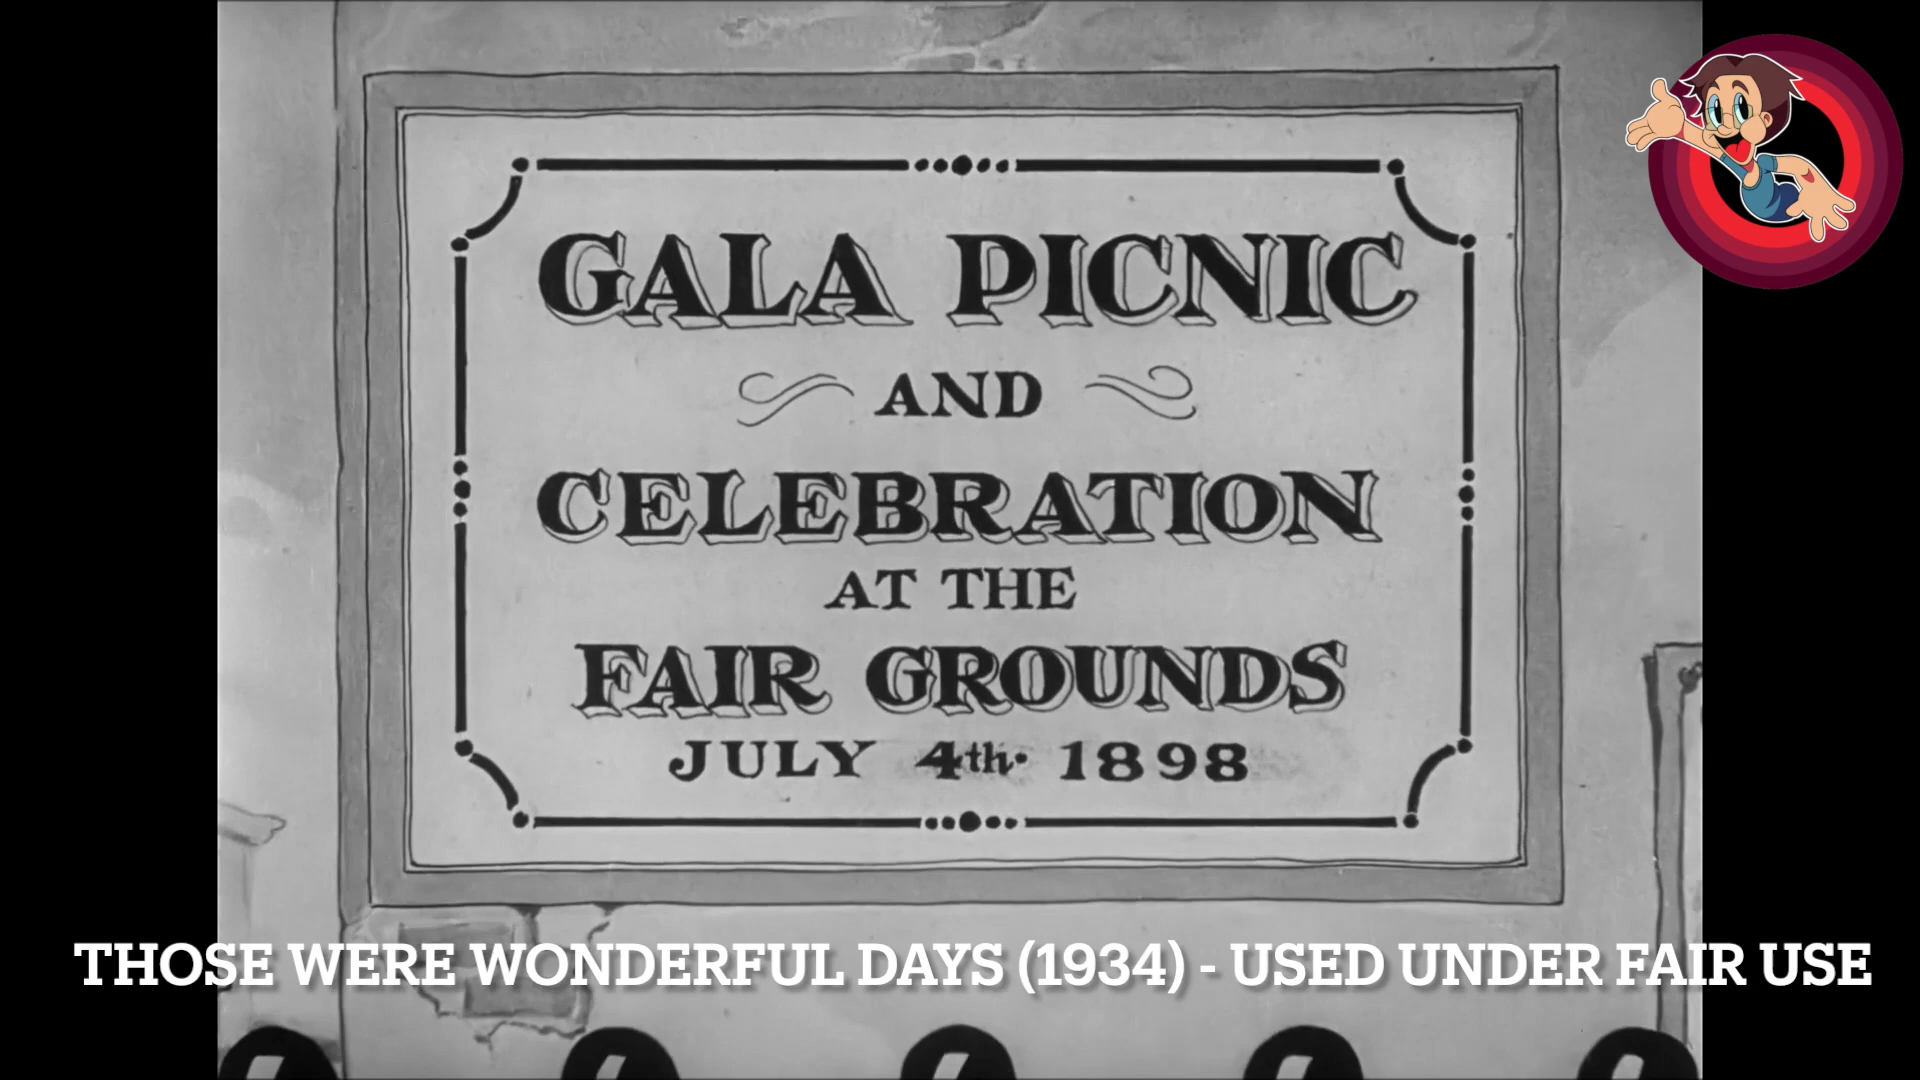 GALA PICNIC
AND
CELEBRATION
AT THE
FAIR GROUNDS
JULY 4th. 1898
THOSE WERE WONDERFUL DAYS (1934) - USED UNDER FAIR USE